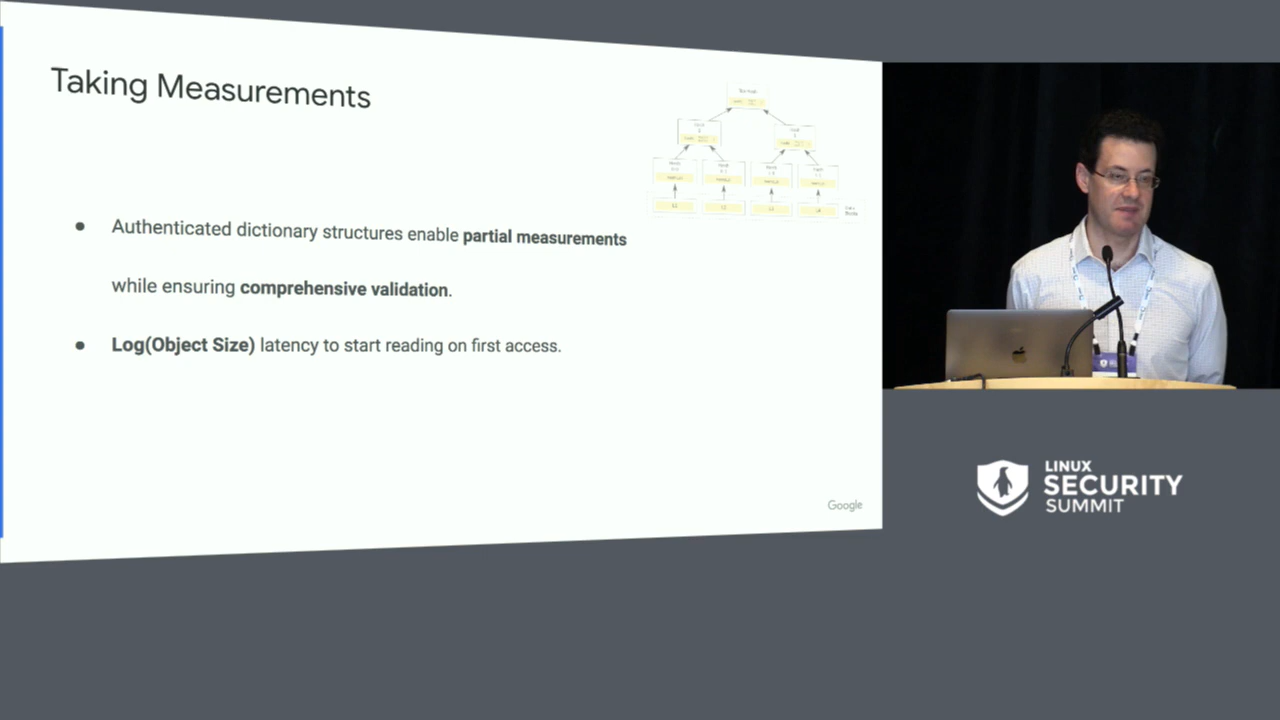 Taking Measurements
Authenticated dictionary structures enable partial measurements
while ensuring comprehensive validation.
Log(Object Size) latency to start reading on first access.
Google
LINUX
SECURITY
SUMMIT